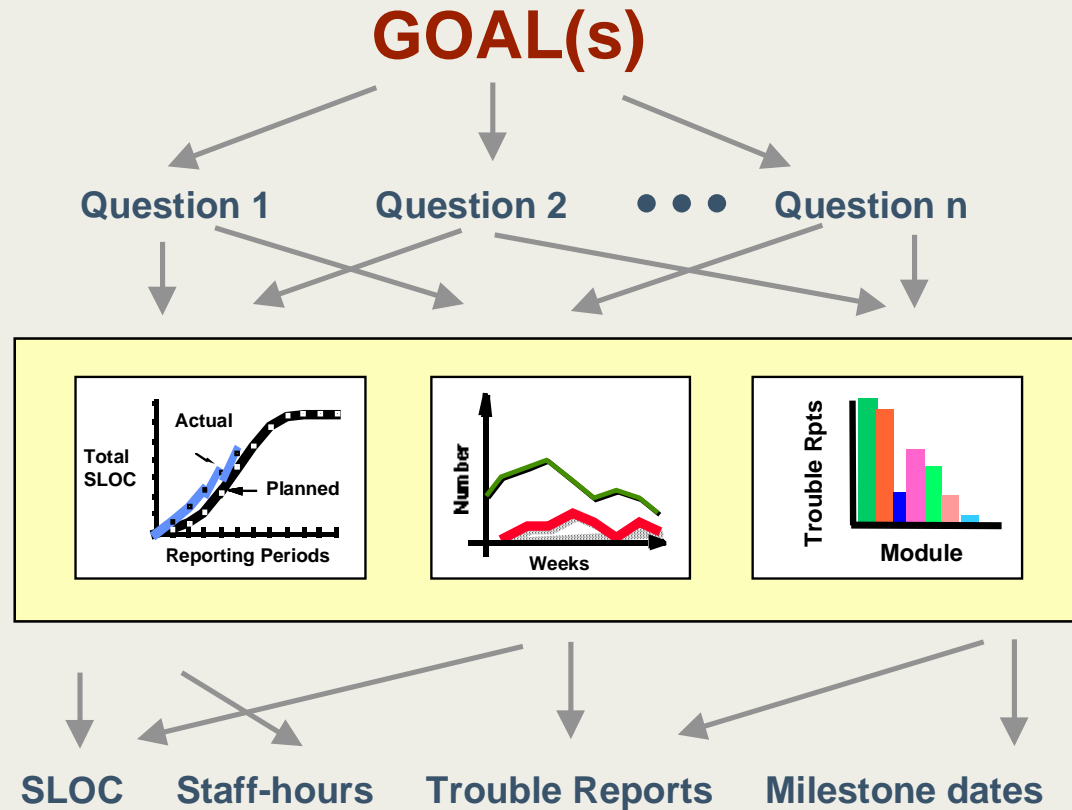 GOAL(s)
Question 1 Question 2 • • • Question n
Actual
Total
SLOC
Planned
Reporting Periods
Number
Weeks
Trouble Rpts
Module
SLOC Staff-hours Trouble Reports Milestone dates